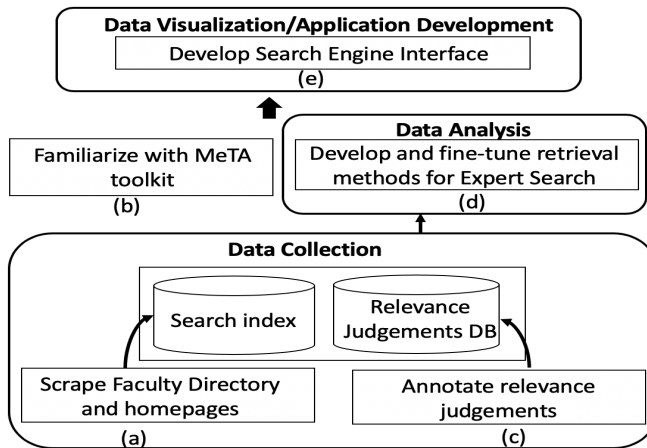 Data Visualization/Application Development
Develop Search Engine Interface
(e)
Data Analysis
Familiarize with MeTA
toolkit
(b)
Develop and fine-tune retrieval
methods for Expert Search
(d)
Data Collection
Search index
Relevance
Judgements DB
Scrape Faculty Directory
and homepages
(a)
Annotate relevance
judgements
(c)